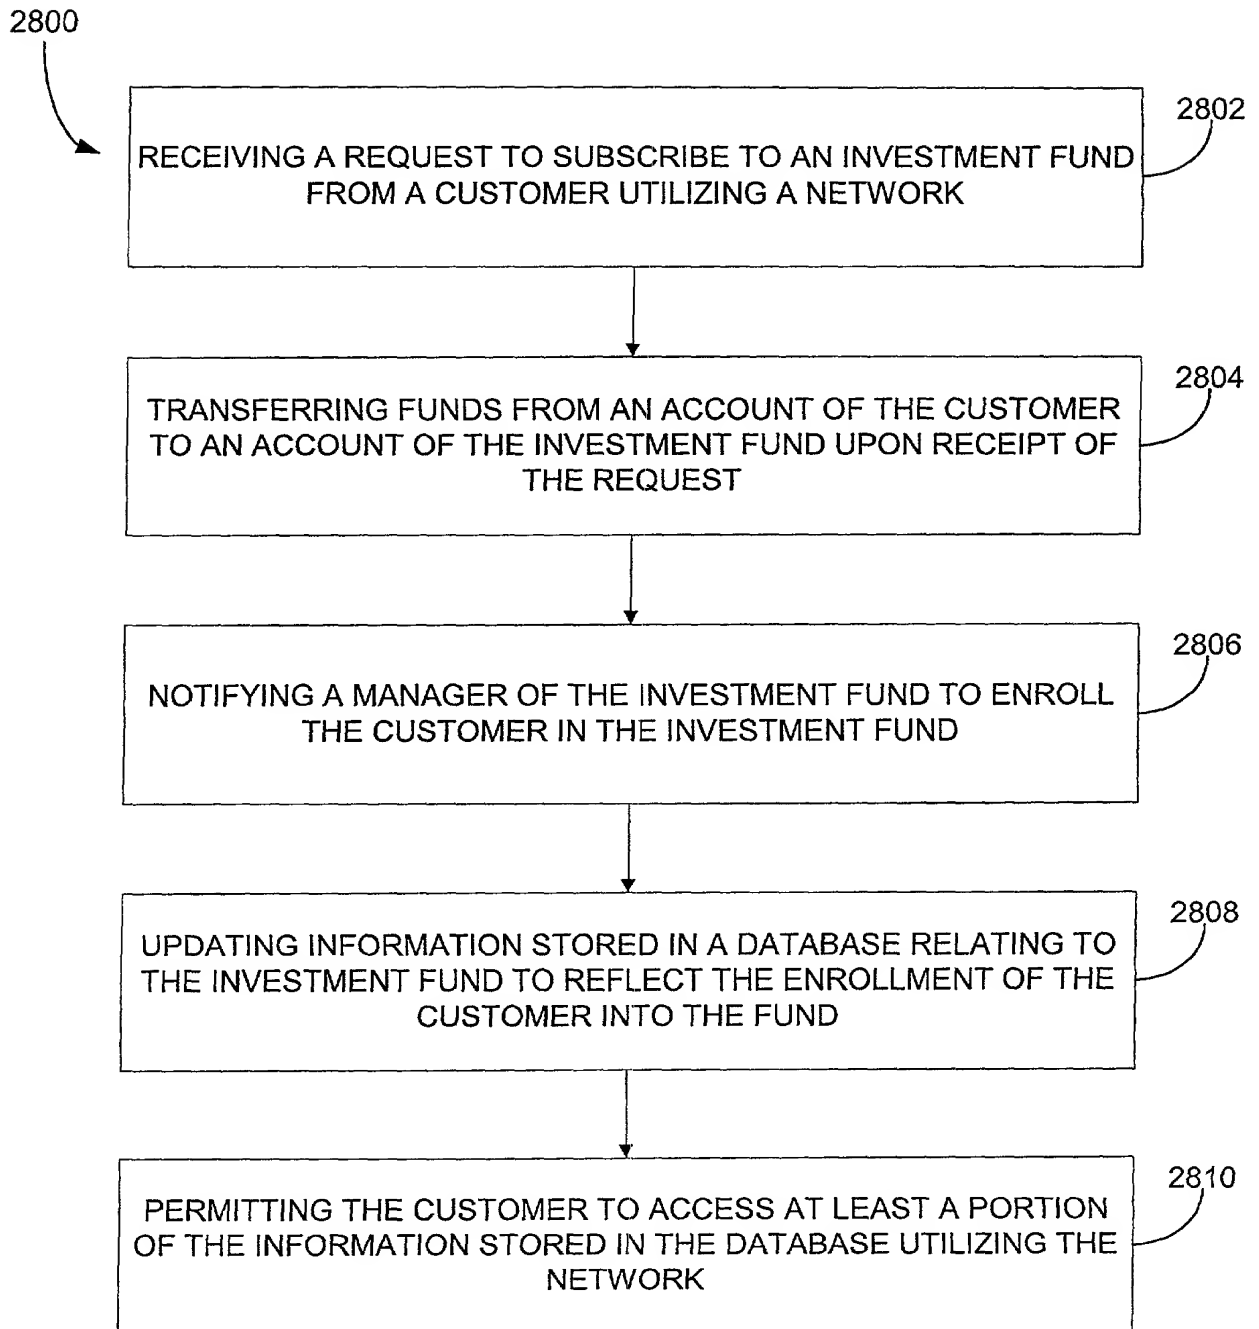 2800
2802
RECEIVING A REQUEST TO SUBSCRIBE TO AN INVESTMENT FUND
FROM A CUSTOMER UTILIZING A NETWORK
2804
TRANSFERRING FUNDS FROM AN ACCOUNT OF THE CUSTOMER
TO AN ACCOUNT OF THE INVESTMENT FUND UPON RECEIPT OF
THE REQUEST
2806
NOTIFYING A MANAGER OF THE INVESTMENT FUND TO ENROLL
THE CUSTOMER IN THE INVESTMENT FUND
2808
UPDATING INFORMATION STORED IN A DATABASE RELATING TO
THE INVESTMENT FUND TO REFLECT THE ENROLLMENT OF THE
CUSTOMER INTO THE FUND
2810
PERMITTING THE CUSTOMER TO ACCESS AT LEAST A PORTION
OF THE INFORMATION STORED IN THE DATABASE UTILIZING THE
NETWORK